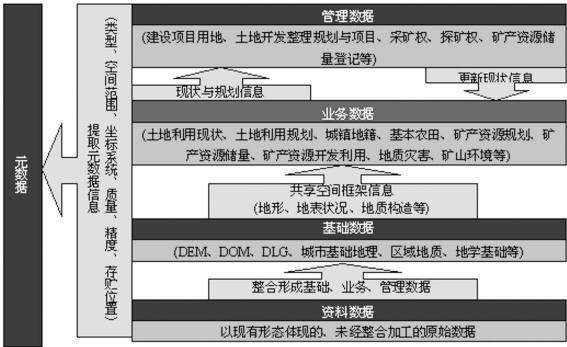 元数据
提取元数据信息
(类型、空间范围、坐标系统、质量、精度、存贮位置)
管理数据
(建设项目用地、土地开发整理规划与项目、采矿权、探矿权、矿产资源储
量登记等)
现状与规划信息
更新现状信息
业务数据
(土地利用现状、土地利用规划、城镇地籍、基本农田、矿产资源规划、矿
产资源储量、矿产资源开发利用、地质灾害、矿山环境等)
共享空间框架信息
(地形、地表状况、地质构造等)
基础数据
(DEM、DOM、DLG、城市基础地理、区域地质、地学基础等)
整合形成基础、业务、管理数据
资料数据
以现有形态体现的、未经整合加工的原始数据